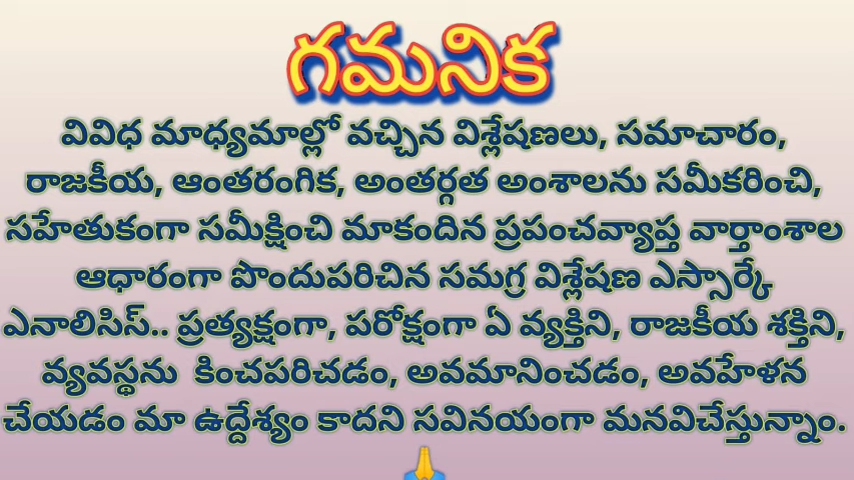 గమనిక
వివిధ మాధ్యమాల్లో వచ్చిన విశ్లేషణలు, సమాచారం,
రాజకీయ, ఆంతరంగిక, అంతర్గత అంశాలను సమీకరించి,
సహేతుకంగా సమీక్షించి మాకందిన ప్రపంచవ్యాప్త వార్తాంశాల
ఆధారంగా పొందుపరిచిన సమగ్ర విశ్లేషణ ఎస్సార్కే
ఎనాలిసిస్.. ప్రత్యక్షంగా, పరోక్షంగా ఏ వ్యక్తిని, రాజకీయ శక్తిని,
వ్యవస్థను కించపరిచడం, అవమానించడం, అవహేళన
చేయడం మా ఉద్దేశ్యం కాదని సవినయంగా మనవిచేస్తున్నాం.